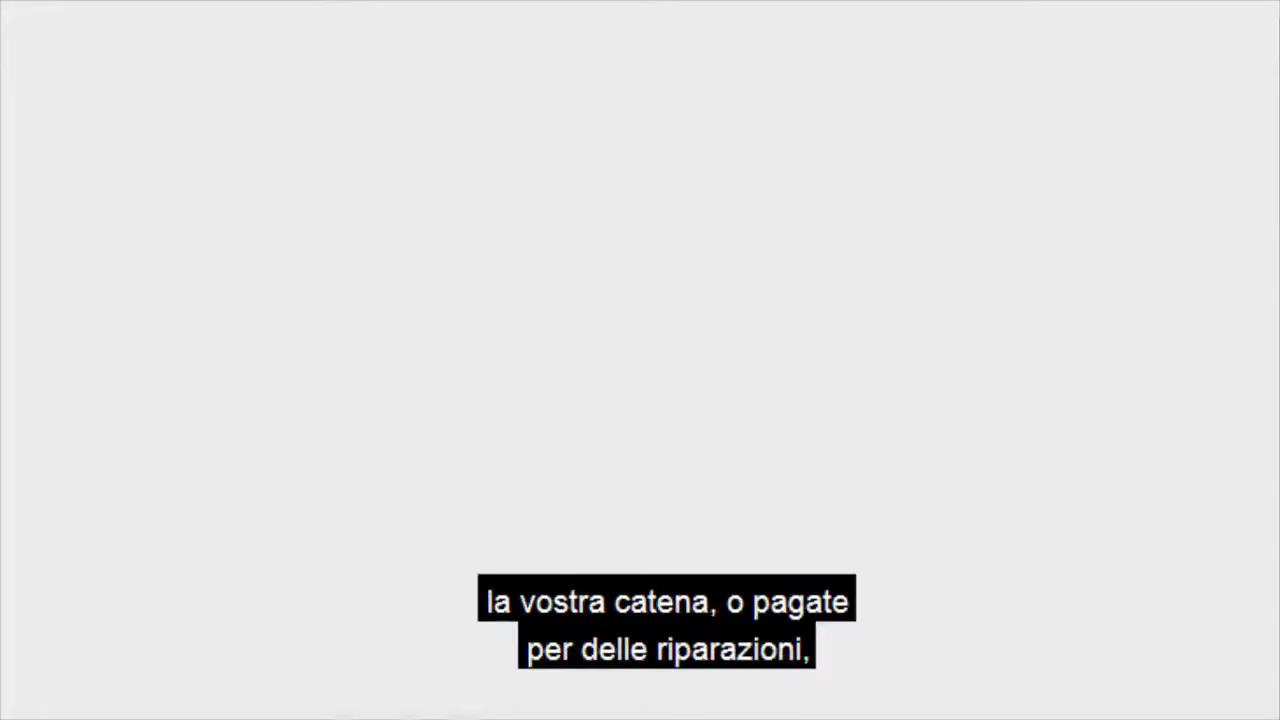 la vostra catena, o pagate
per delle riparazioni,